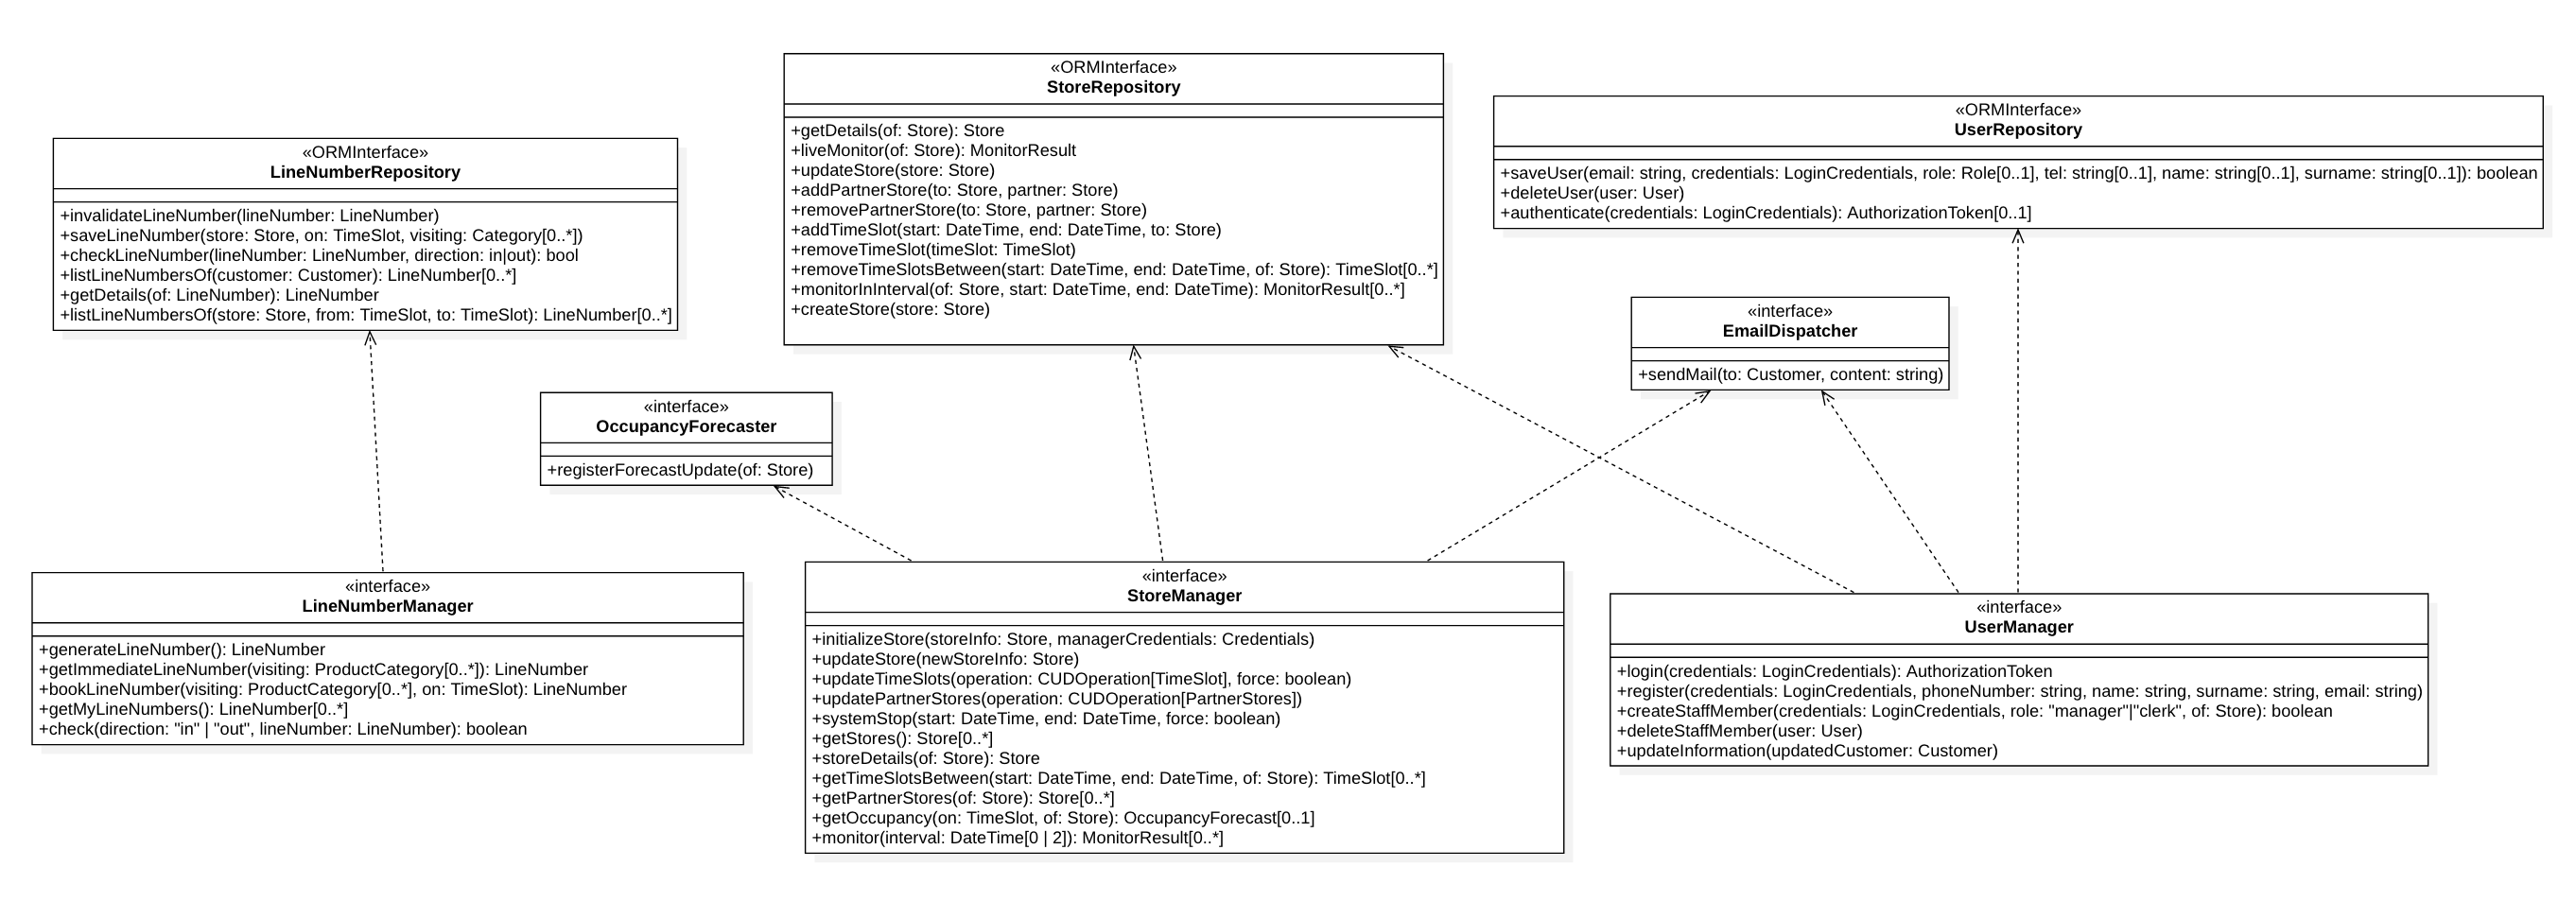 «ORMInterface»
StoreRepository
+getDetails(of: Store): Store
+liveMonitor(of: Store): MonitorResult
+updateStore(store: Store)
+addPartnerStore(to: Store, partner: Store)
+removePartnerStore(to: Store, partner: Store)
+addTimeSlot(start: DateTime, end: DateTime, to: Store)
+removeTimeSlot(timeSlot: TimeSlot)
+removeTimeSlotsBetween(start: DateTime, end: DateTime, of: Store): TimeSlot[0..*]
+monitorInInterval(of: Store, start: DateTime, end: DateTime): MonitorResult[0..*]
+createStore(store: Store)
«ORMInterface»
UserRepository
+saveUser(email: string, credentials: LoginCredentials, role: Role[0..1], tel: string[0..1], name: string[0..1], surname: string[0..1]): boolean
+deleteUser(user: User)
+authenticate(credentials: LoginCredentials): AuthorizationToken[0..1]
«ORMInterface»
LineNumberRepository
+invalidateLineNumber(lineNumber: LineNumber)
+saveLineNumber(store: Store, on: TimeSlot, visiting: Category[0..*])
+checkLineNumber(lineNumber: LineNumber, direction: in|out): bool
+listLineNumbersOf(customer: Customer): LineNumber[0..*]
+getDetails(of: LineNumber): LineNumber
+listLineNumbersOf(store: Store, from: TimeSlot, to: TimeSlot): LineNumber[0..*]
«interface»
EmailDispatcher
+sendMail(to: Customer, content: string)
«interface»
OccupancyForecaster
+registerForecastUpdate(of: Store)
«interface»
LineNumberManager
+generateLineNumber(): LineNumber
+getImmediateLineNumber(visiting: ProductCategory[0..*]): LineNumber
+bookLineNumber(visiting: ProductCategory[0..*], on: TimeSlot): LineNumber
+getMyLineNumbers(): LineNumber[0..*]
+check(direction: "in" | "out", lineNumber: LineNumber): boolean
«interface»
StoreManager
+initializeStore(storeInfo: Store, managerCredentials: Credentials)
+updateStore(newStoreInfo: Store)
+updateTimeSlots(operation: CUDOperation[TimeSlot], force: boolean)
+updatePartnerStores(operation: CUDOperation[PartnerStores])
+systemStop(start: DateTime, end: DateTime, force: boolean)
+getStores(): Store[0..*]
+storeDetails(of: Store): Store
+getTimeSlotsBetween(start: DateTime, end: DateTime, of: Store): TimeSlot[0..*]
+getPartnerStores(of: Store): Store[0..*]
+getOccupancy(on: TimeSlot, of: Store): OccupancyForecast[0..1]
+monitor(interval: DateTime[0 | 2]): MonitorResult[0..*]
«interface»
UserManager
+login(credentials: LoginCredentials): AuthorizationToken
+register(credentials: LoginCredentials, phoneNumber: string, name: string, surname: string, email: string)
+createStaffMember(credentials: LoginCredentials, role: "manager"|"clerk", of: Store): boolean
+deleteStaffMember(user: User)
+updateInformation(updatedCustomer: Customer)